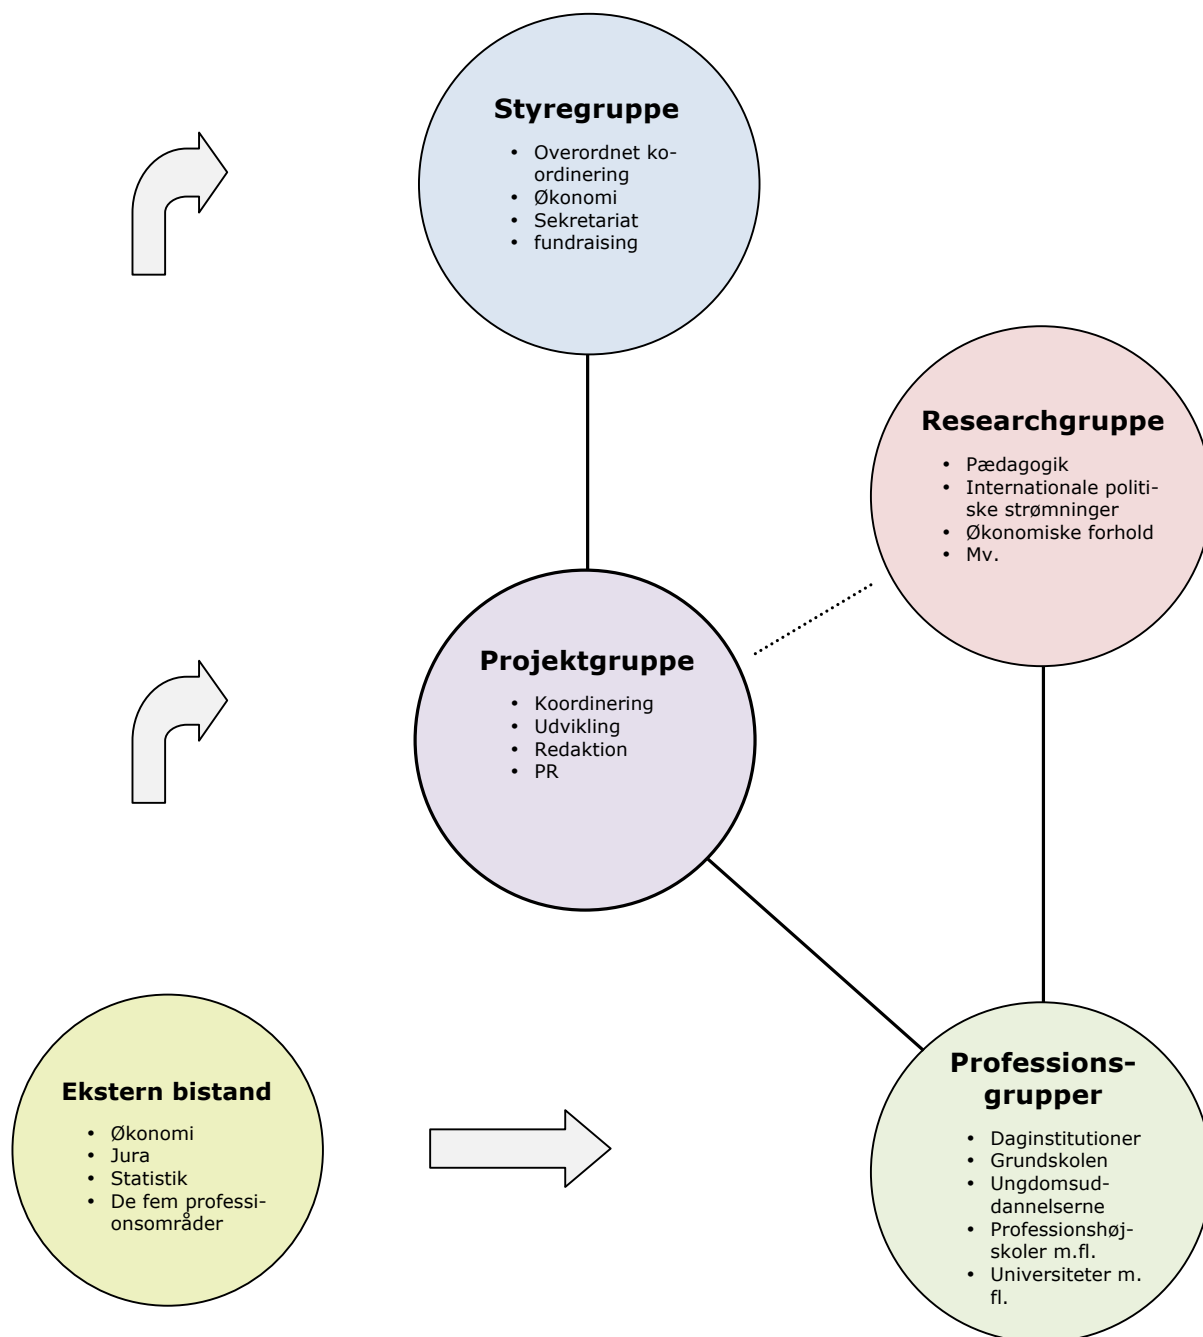 Styregruppe
• Overordnet ko-
ordinering
• Økonomi
• Sekretariat
• fundraising
Researchgruppe
• Pædagogik
• Internationale politi-
ske strømninger
• Økonomiske forhold
• Mv.
Projektgruppe
• Koordinering
• Udvikling
• Redaktion
• PR
Ekstern bistand
• Økonomi
• Jura
• Statistik
• De fem professi-
onsområder
Professions-
grupper
• Daginstitutioner
• Grundskolen
• Ungdomsud-
dannelserne
• Professionshøj-
skoler m.fl.
• Universiteter m.
fl.